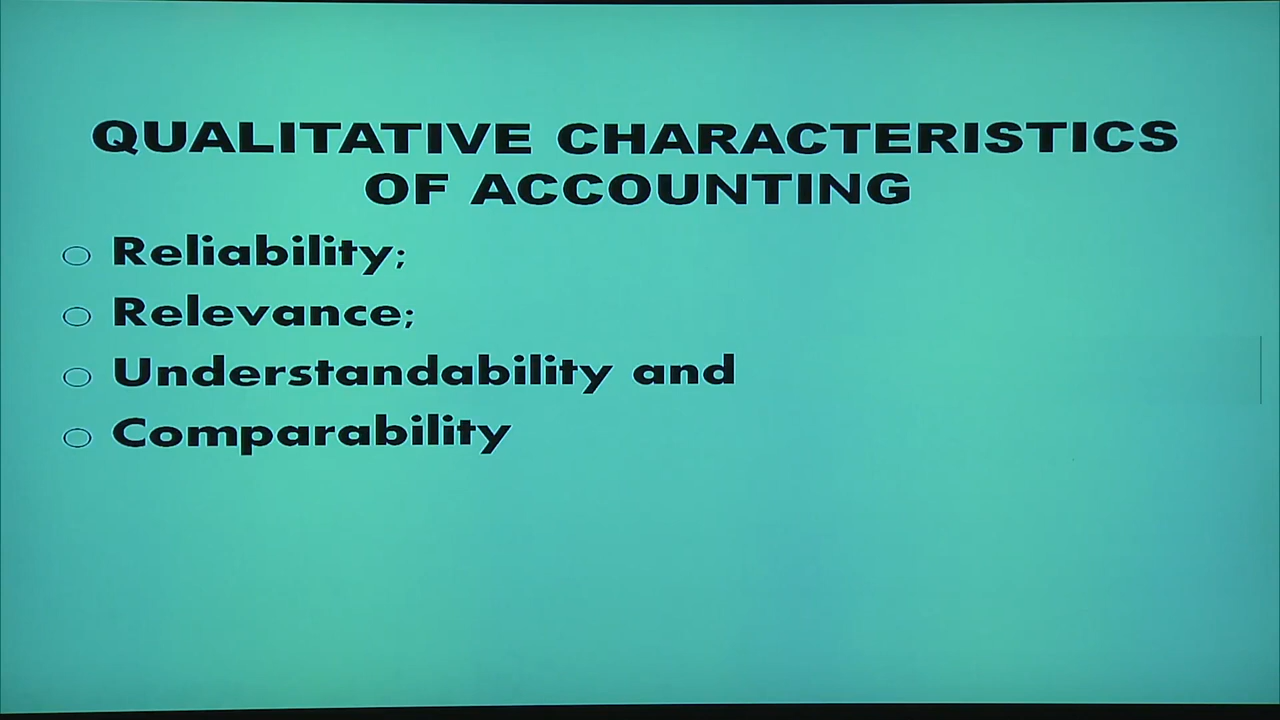 QUALITATIVE CHARACTERISTICS
OF ACCOUNTING
Reliability;
Relevance;
Understandability and
Comparability